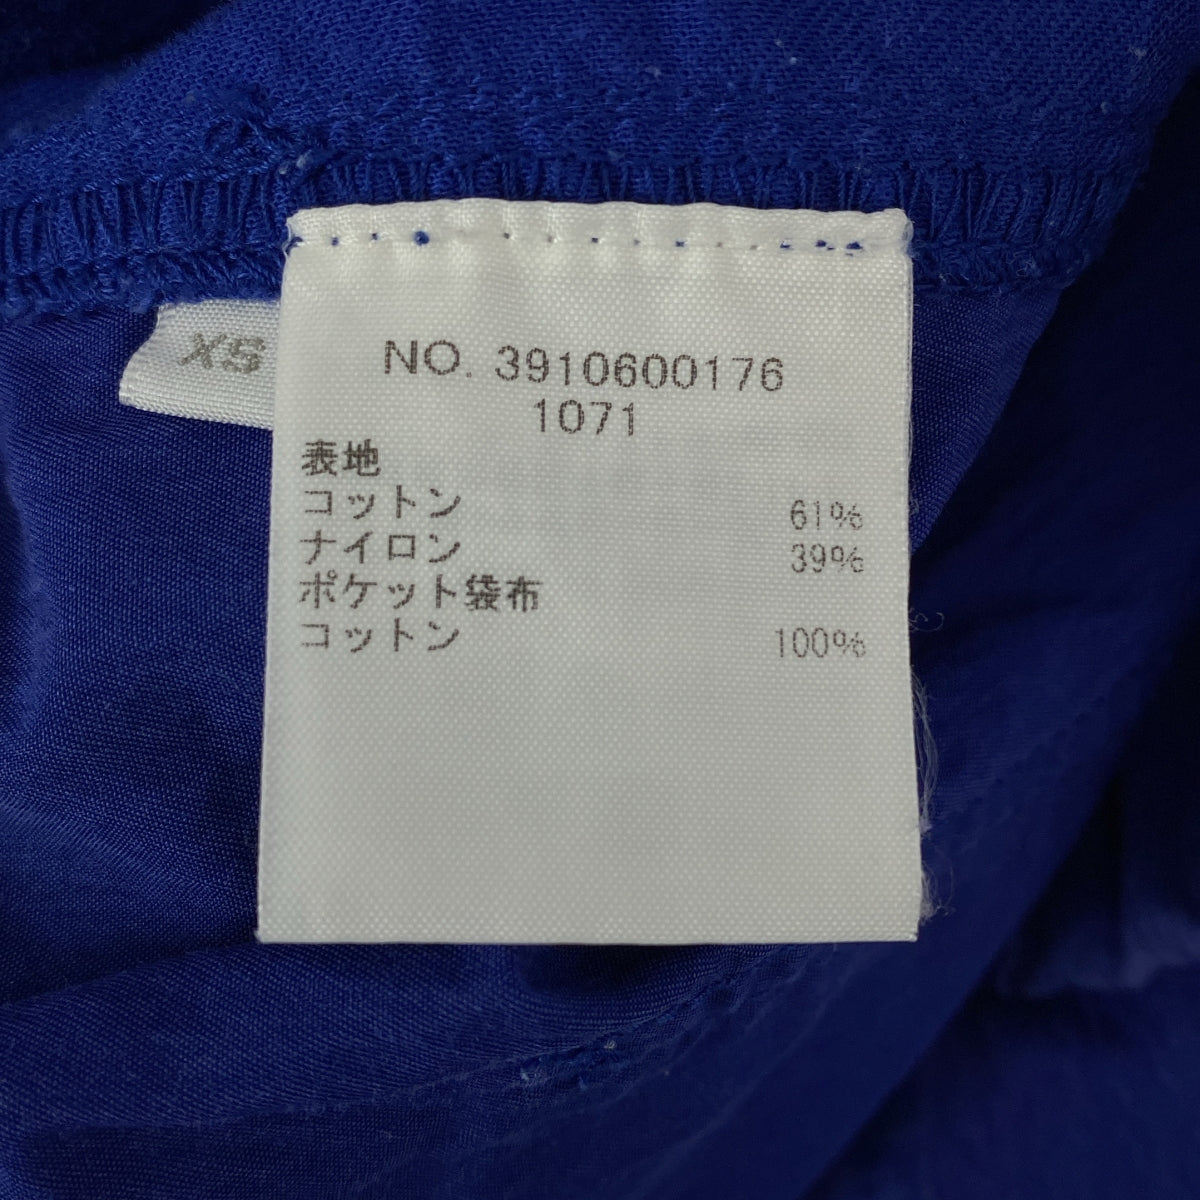 NO. 3910600176
1071
XS
表地
コットン 61%
ナイロン 39%
ポケット袋布
コットン 100%